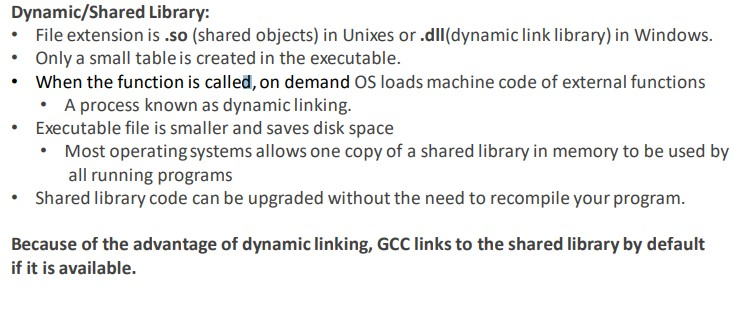 Dynamic/Shared Library:
• File extension is .so (shared objects) in Unixes or .dll(dynamic link library) in Windows.
• Only a small table is created in the executable.
• When the function is called, on demand OS loads machine code of external functions
• A process known as dynamic linking.
• Executable file is smaller and saves disk space
• Most operating systems allows one copy of a shared library in memory to be used by
all running programs
• Shared library code can be upgraded without the need to recompile your program.
Because of the advantage of dynamic linking, GCC links to the shared library by default
if it is available.